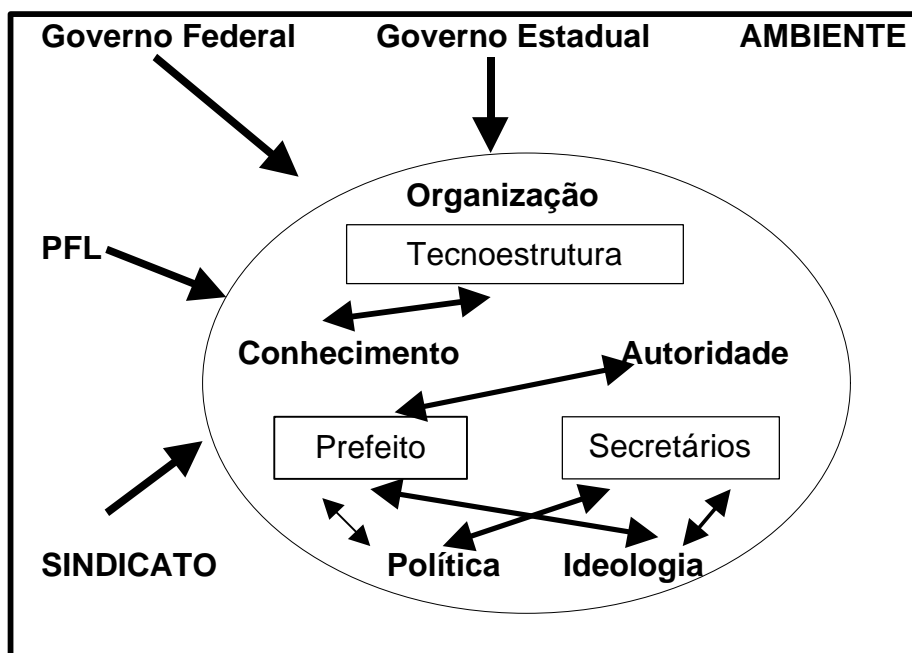 Governo Federal Governo Estadual AMBIENTE
Organização
Tecnoestrutura
PFL
Conhecimento Autoridade
Prefeito Secretários
SINDICATO Política Ideologia